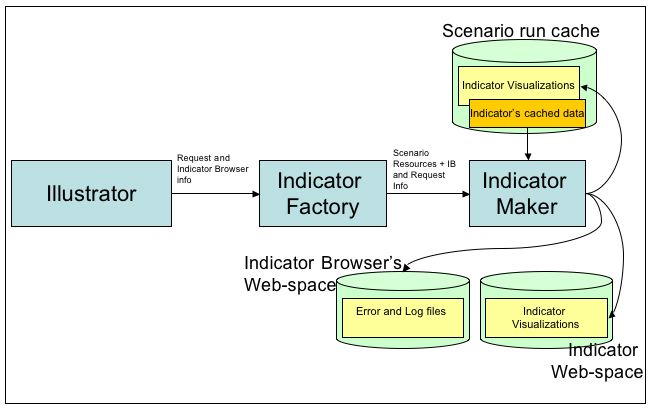 Scenario run cache
Indicator Visualizations
Indicator's cached data
Illustrator
Request and
Indicator Browser
info
Indicator
Factory
Scenario
Resources + IB
and Request
Info
Indicator
Maker
Indicator Browser's
Web-space
Error and Log files
Indicator
Visualizations
Indicator
Web-space